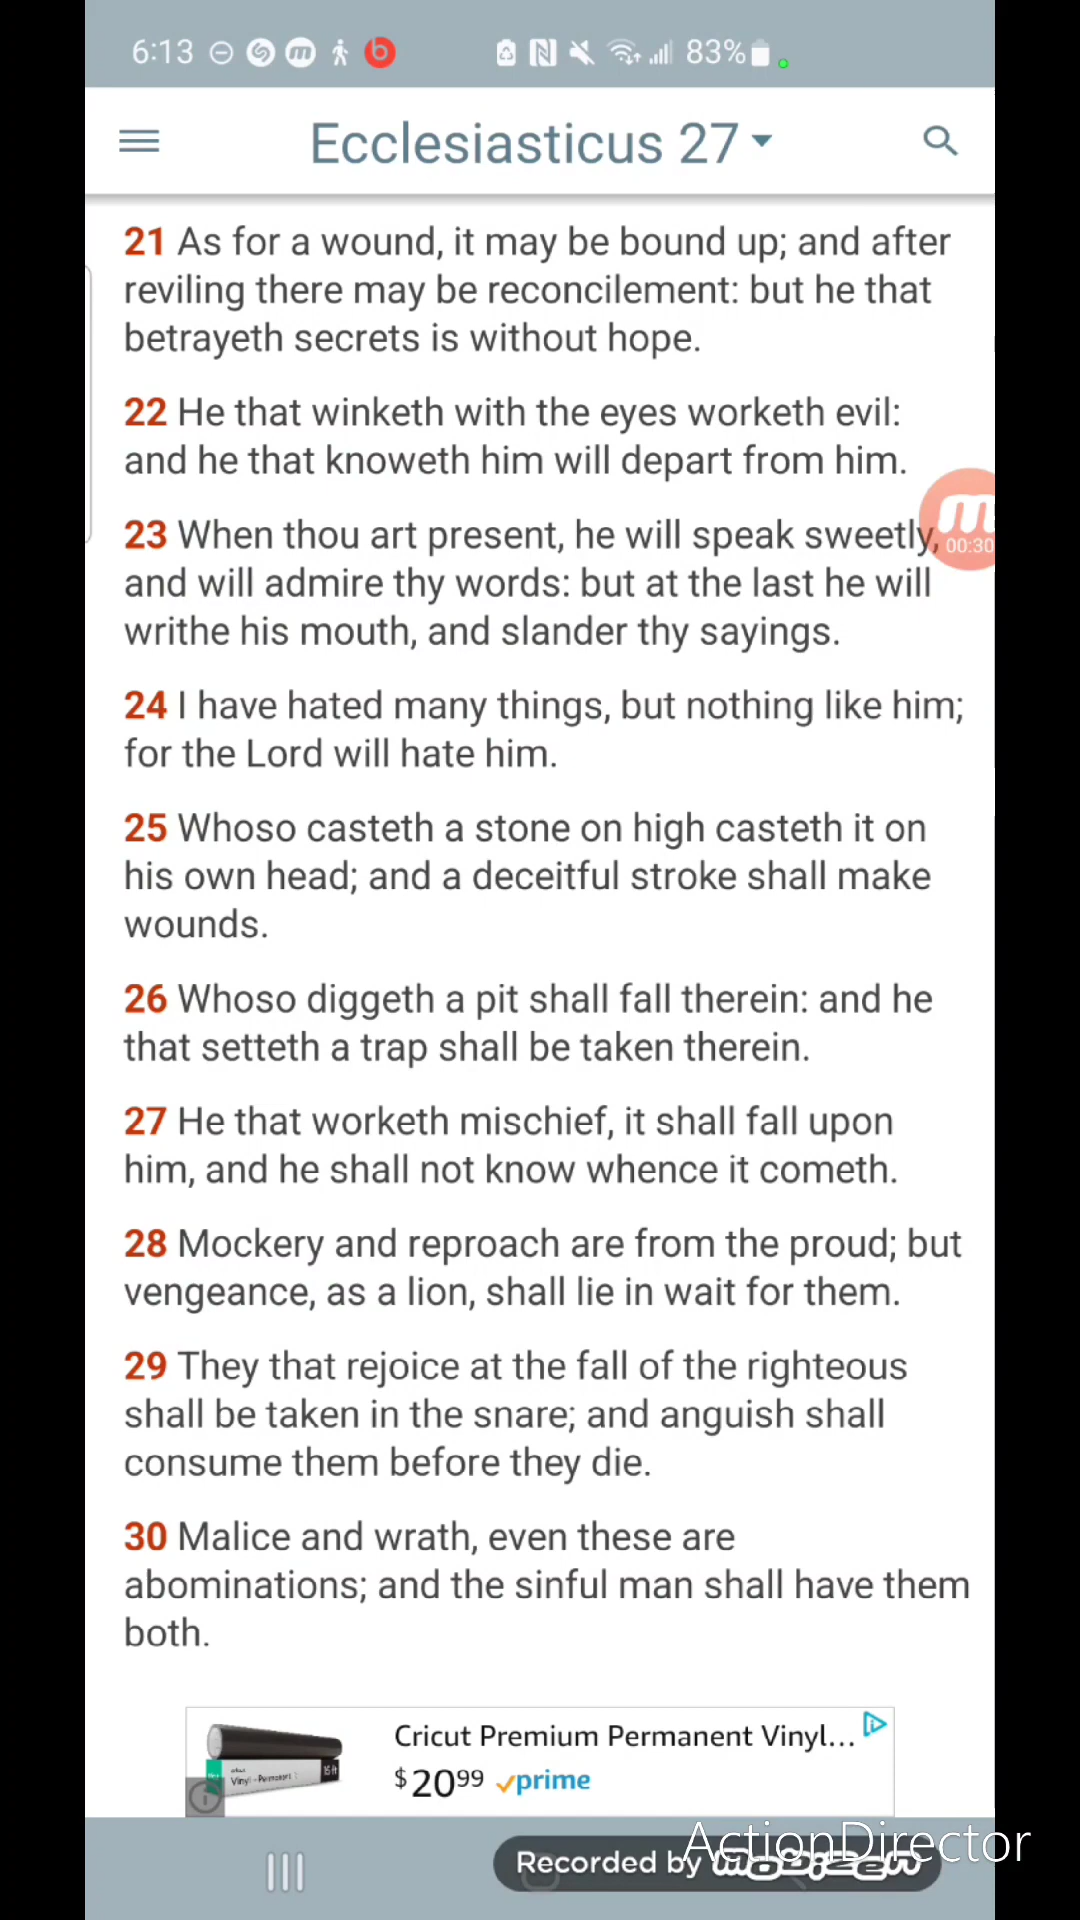 6:13 83%
Ecclesiasticus 27
21 As for a wound, it may be bound up; and after
reviling there may be reconcilement: but he that
betrayeth secrets is without hope.
22 He that winketh with the eyes worketh evil:
and he that knoweth him will depart from him.
23 When thou art present, he will speak sweetly,
00:30
and will admire thy words: but at the last he will
writhe his mouth, and slander thy sayings.
24 I have hated many things, but nothing like him;
for the Lord will hate him.
25 Whoso casteth a stone on high casteth it on
his own head; and a deceitful stroke shall make
wounds.
26 Whoso diggeth a pit shall fall therein: and he
that setteth a trap shall be taken therein.
27 He that worketh mischief, it shall fall upon
him, and he shall not know whence it cometh.
28 Mockery and reproach are from the proud; but
vengeance, as a lion, shall lie in wait for them.
29 They that rejoice at the fall of the righteous
shall be taken in the snare; and anguish shall
consume them before they die.
30 Malice and wrath, even these are
abominations; and the sinful man shall have them
both.
Cricut Premium Permanent Vinyl...
$2099 prime
Vinyl - Permanent
15 ft
ActionDirector
Recorded by MOBIZEN